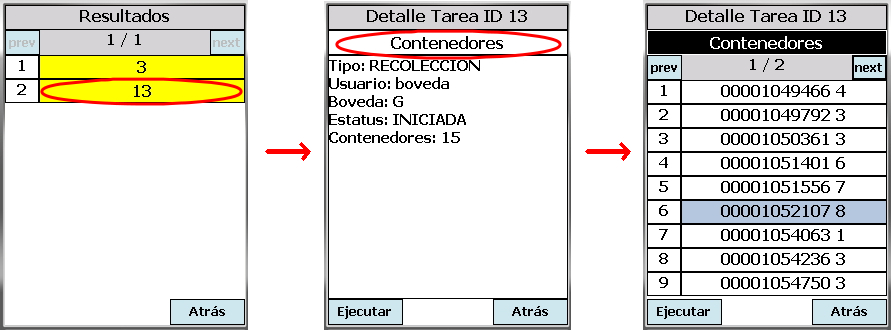 Resultados
prev 1 / 1 next
1 3
2 13
Atrás
Detalle Tarea ID 13
Contenedores
Tipo: RECOLECCION
Usuario: boveda
Boveda: G
Estatus: INICIADA
Contenedores: 15
Ejecutar Atrás
Detalle Tarea ID 13
Contenedores
prev 1 / 2 next
1 00001049466 4
2 00001049792 3
3 00001050361 3
4 00001051401 6
5 00001051556 7
6 00001052107 8
7 00001054063 1
8 00001054236 3
9 00001054750 3
Ejecutar Atrás